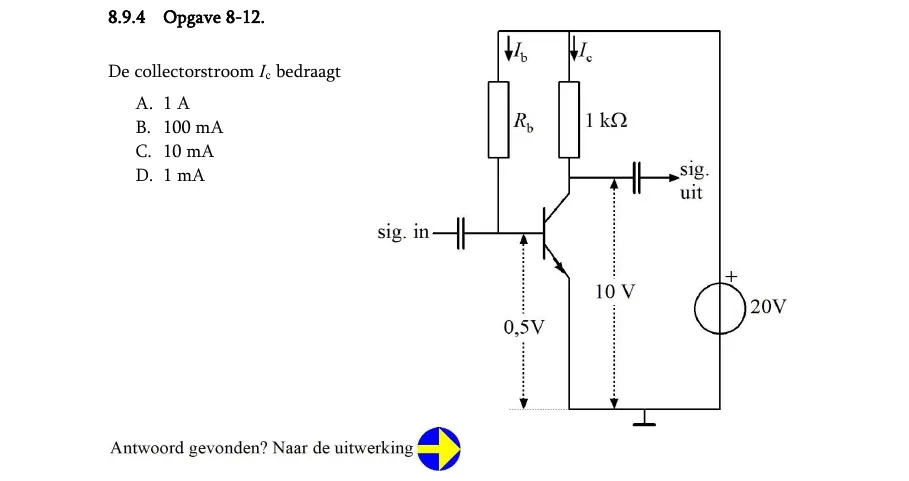 8.9.4 Opgave 8-12.
De collectorstroom Ic bedraagt
A. 1 A
B. 100 mA
C. 10 mA
D. 1 mA
Ib
Ic
Rb
1 kΩ
sig.
uit
sig. in
10 V
+
20V
0,5V
Antwoord gevonden? Naar de uitwerking